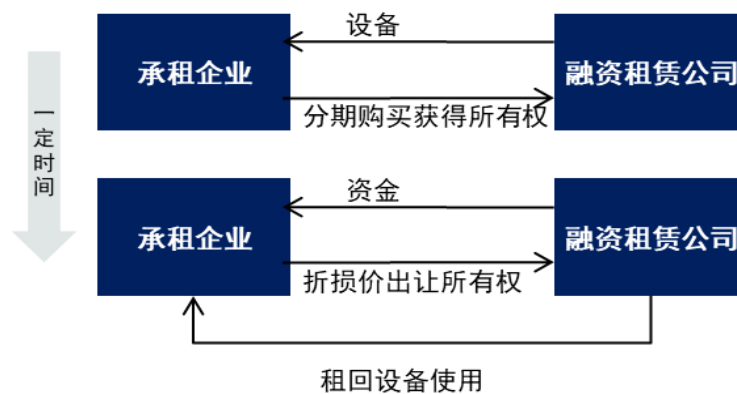 设备
承租企业
融资租赁公司
分期购买获得所有权
一定时间
资金
承租企业
融资租赁公司
折损价出让所有权
租回设备使用